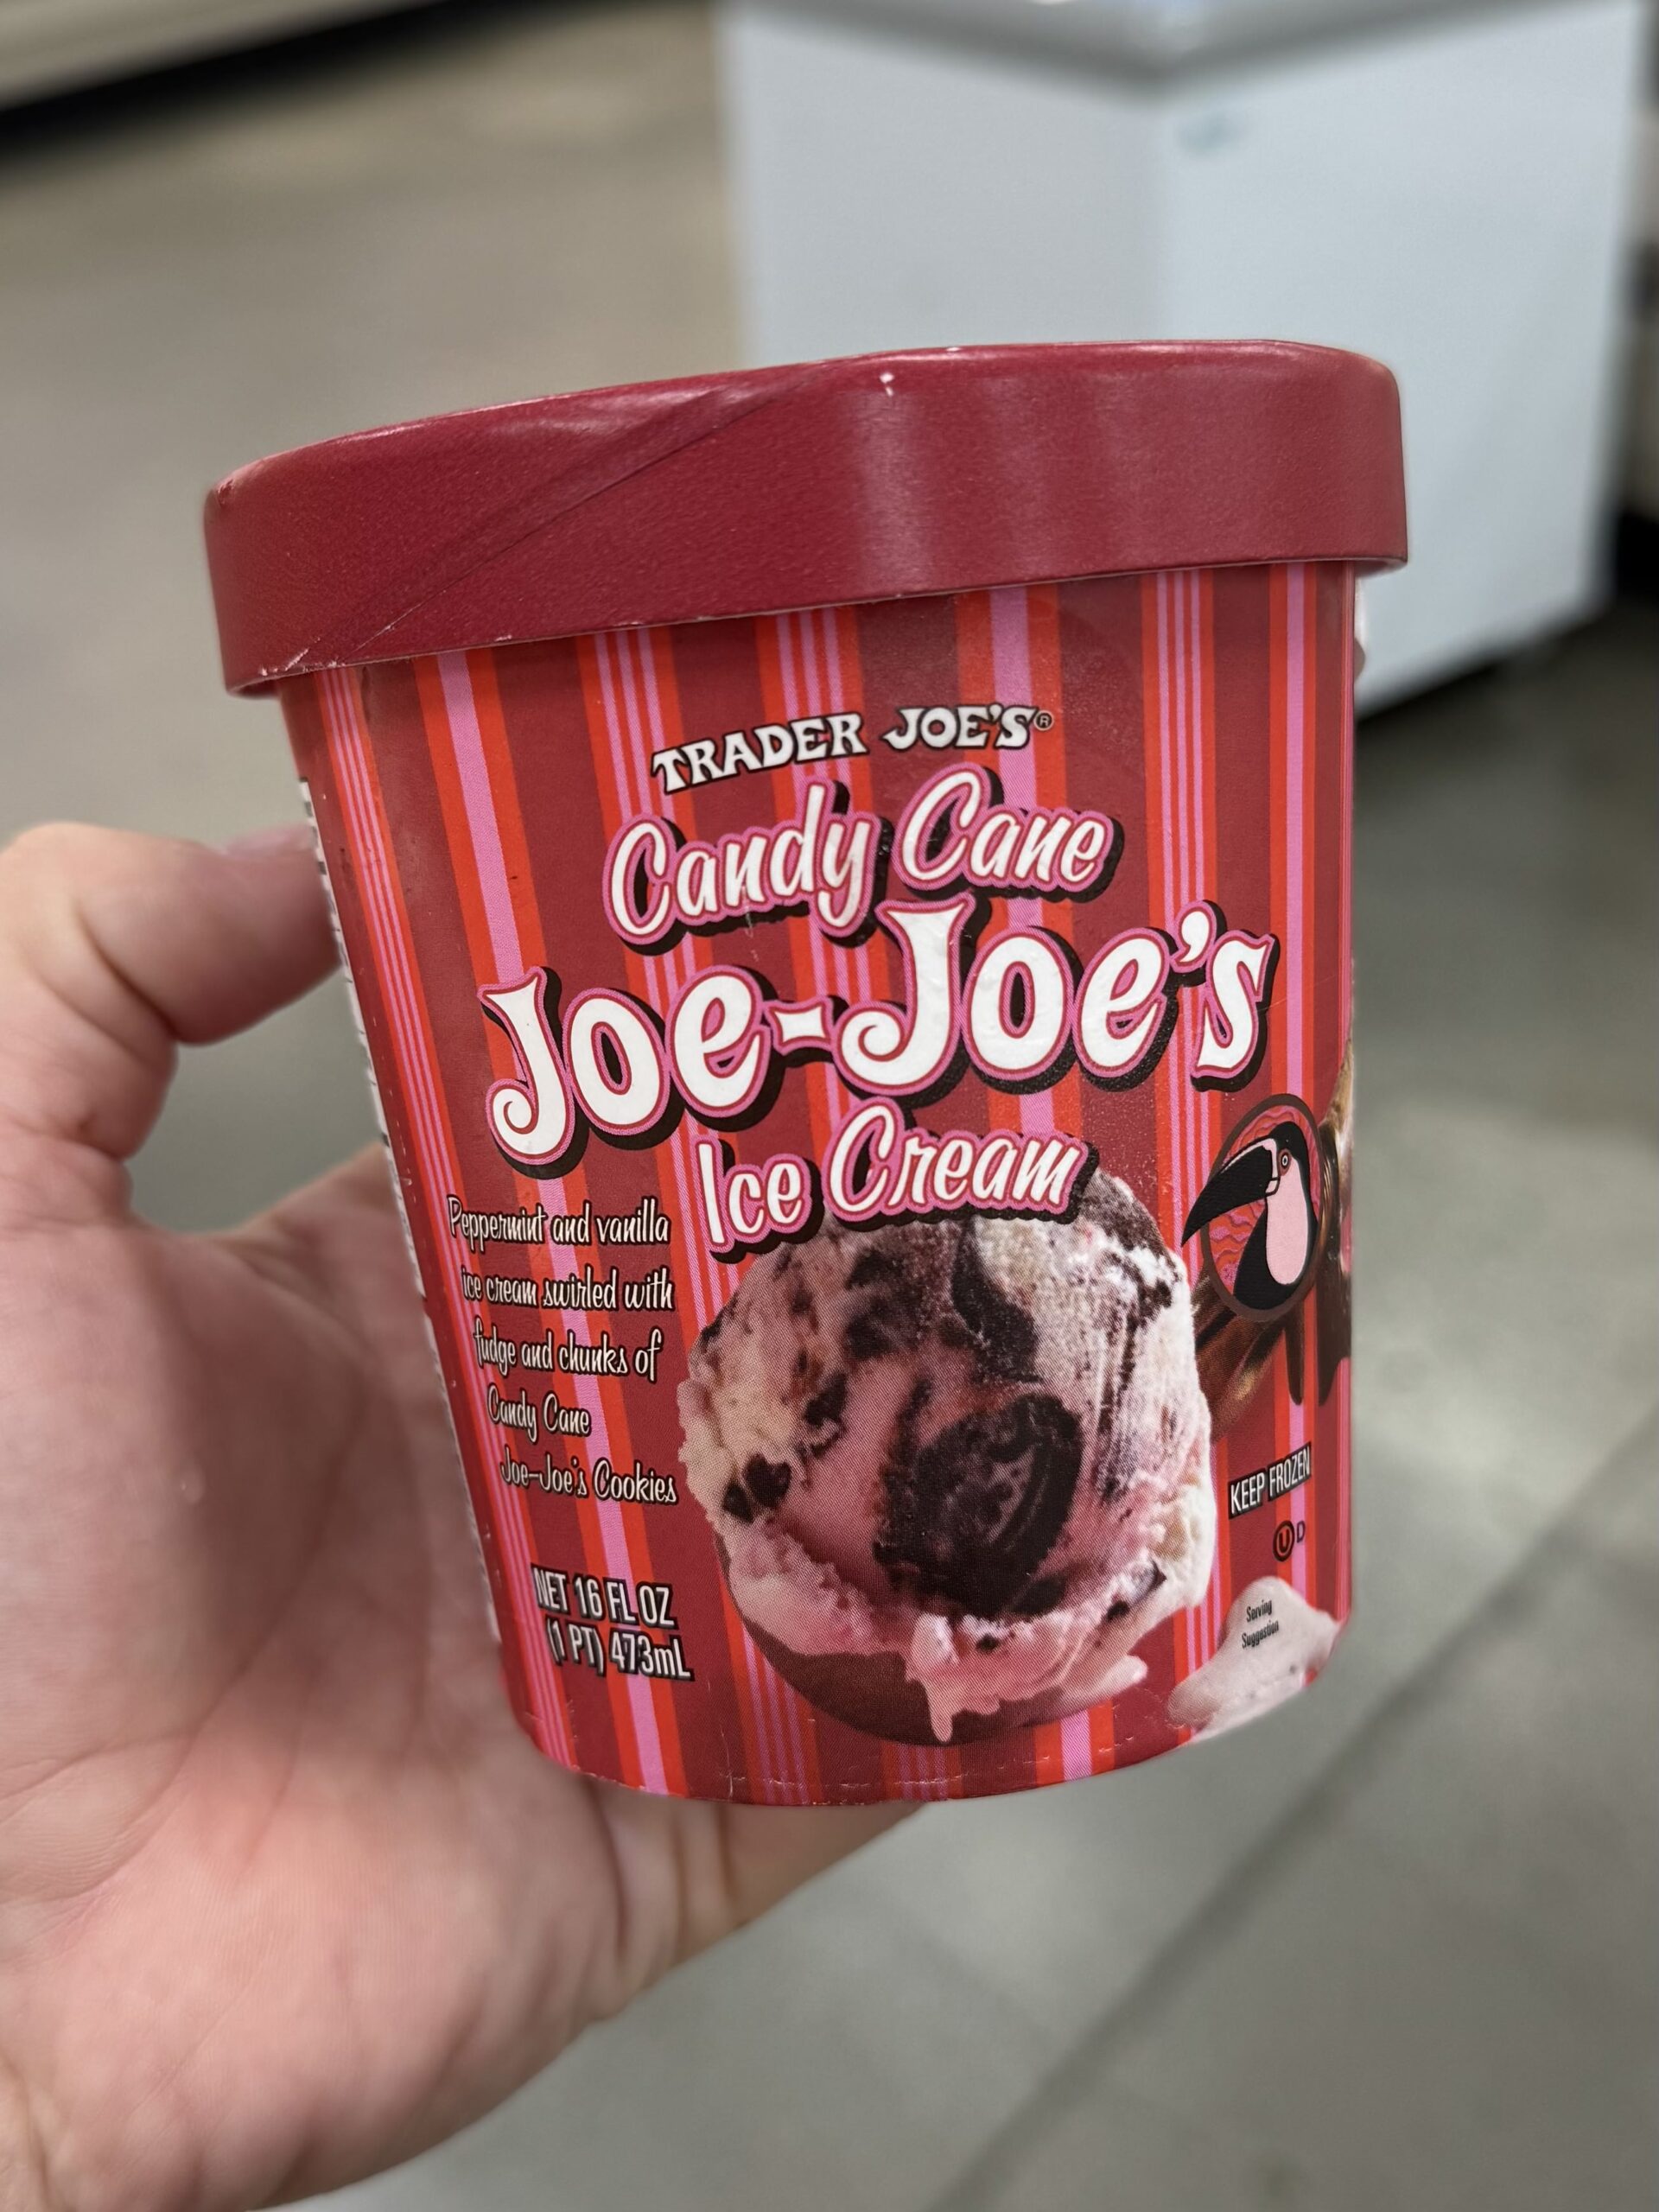 TRADER JOE'S®
Candy Cane
Joe-Joe's
Ice Cream
Peppermint and vanilla
ice cream swirled with
fudge and chunks of
Candy Cane
Joe-Joe's Cookies
NET 16 FL OZ
(1 PT) 473mL
KEEP FROZEN
U D
Serving
Suggestion